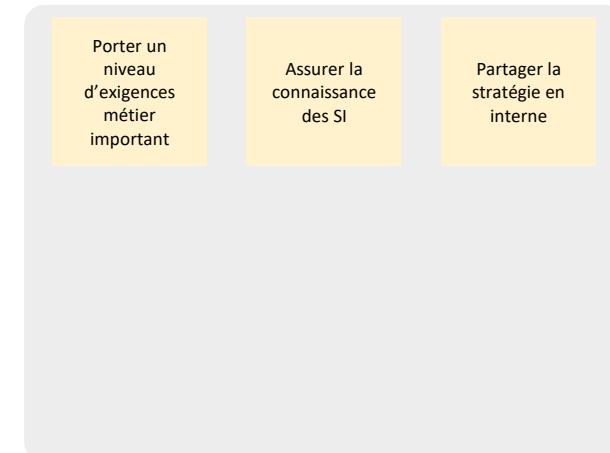 Porter un
niveau
d’exigences
métier
important
Assurer la
connaissance
des SI
Partager la
stratégie en
interne